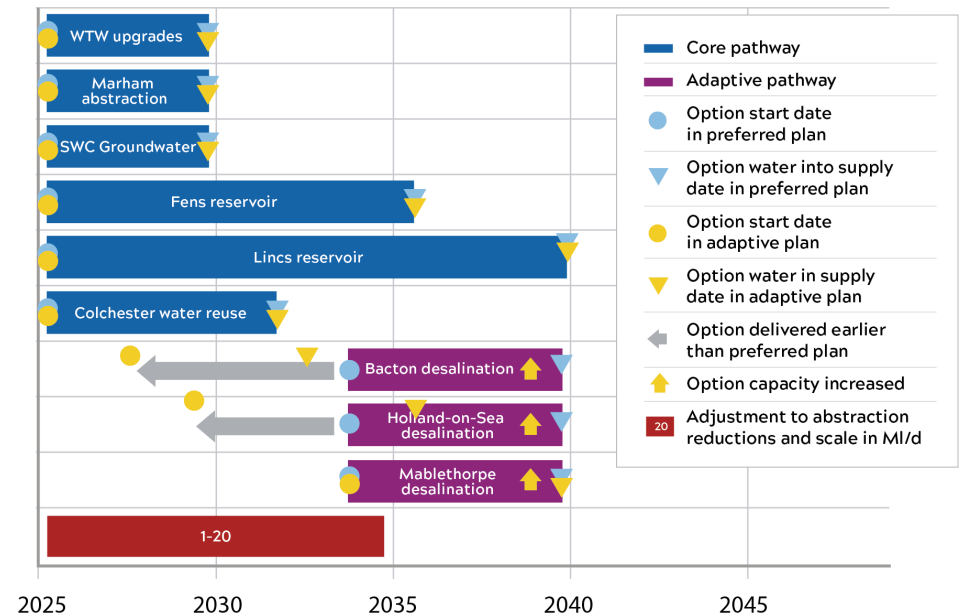 WTW upgrades
Marham
abstraction
SWC Groundwater
Fens reservoir
Lincs reservoir
Colchester water reuse
Bacton desalination
Holland-on-Sea
desalination
Mablethorpe
desalination
1-20
2025
2030
2035
2040
2045
Core pathway
Adaptive pathway
Option start date
in preferred plan
Option water into supply
date in preferred plan
Option start date
in adaptive plan
Option water in supply
date in adaptive plan
Option delivered earlier
than preferred plan
Option capacity increased
20
Adjustment to abstraction
reductions and scale in Ml/d